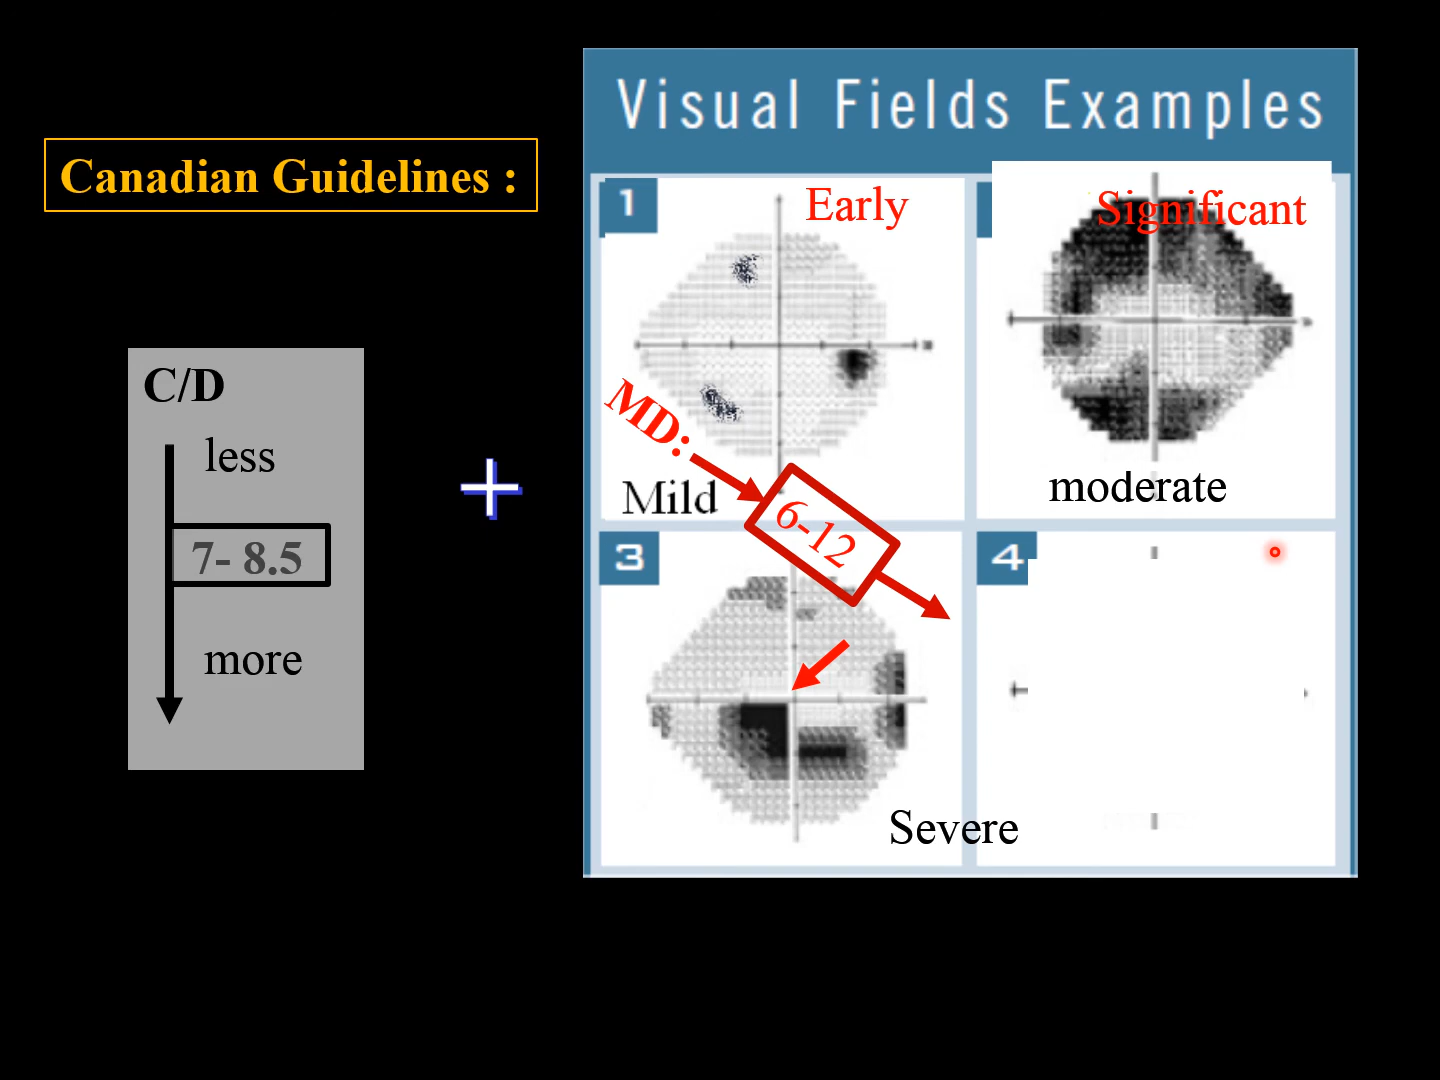 Canadian Guidelines :
C/D
less
7- 8.5
more
+
Visual Fields Examples
1
Early
Significant
MD:
6-12
Mild
moderate
3
4
Severe